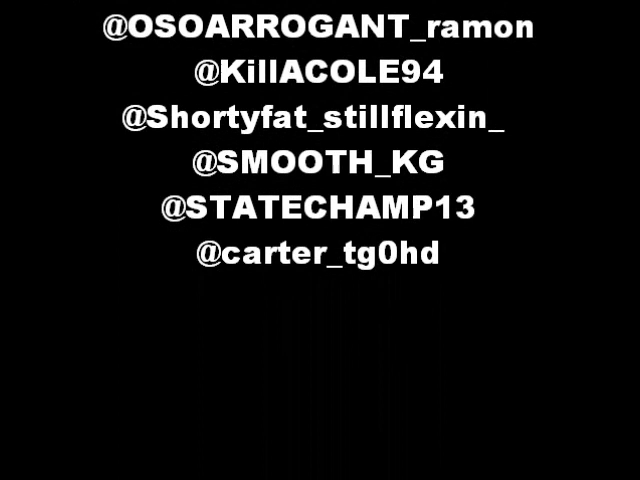 @OSOARROGANT_ramon
@KillACOLE94
@Shortyfat_stillflexin_
@SMOOTH_KG
@STATECHAMP13
@carter_tg0hd